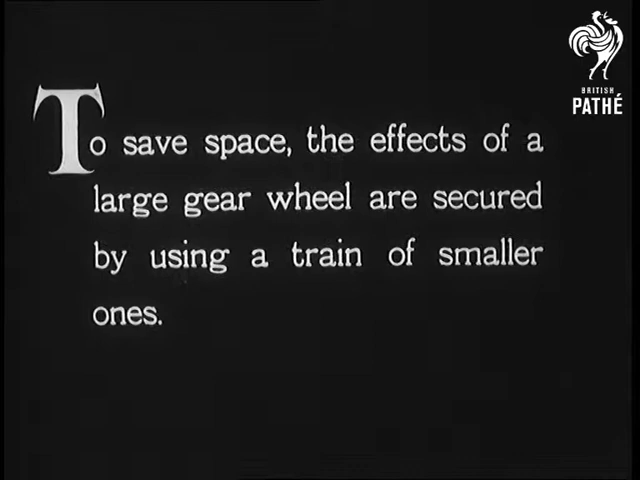 BRITISH
PATHÉ
To save space, the effects of a
large gear wheel are secured
by using a train of smaller
ones.